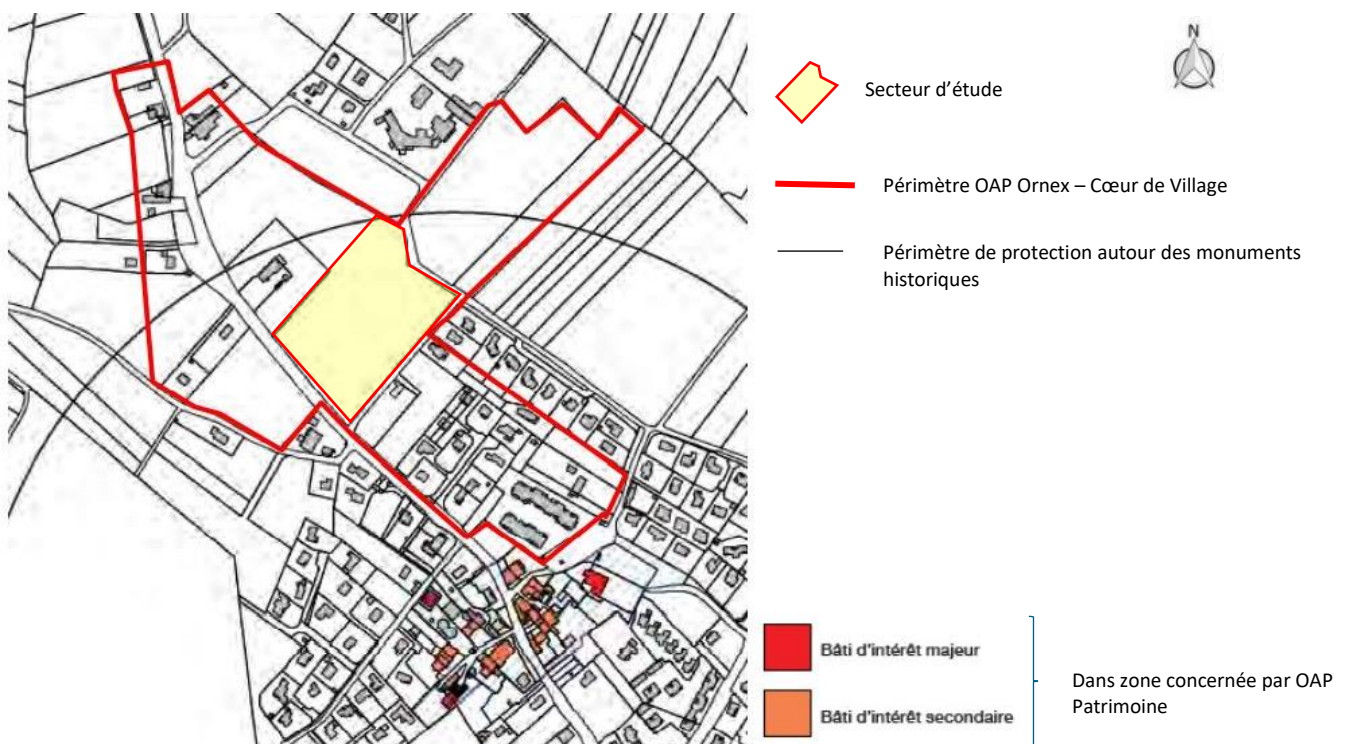 N
Secteur d'étude
Périmètre OAP Ornex – Cœur de Village
Périmètre de protection autour des monuments
historiques
Bâti d'intérêt majeur
Bâti d'intérêt secondaire
Dans zone concernée par OAP
Patrimoine